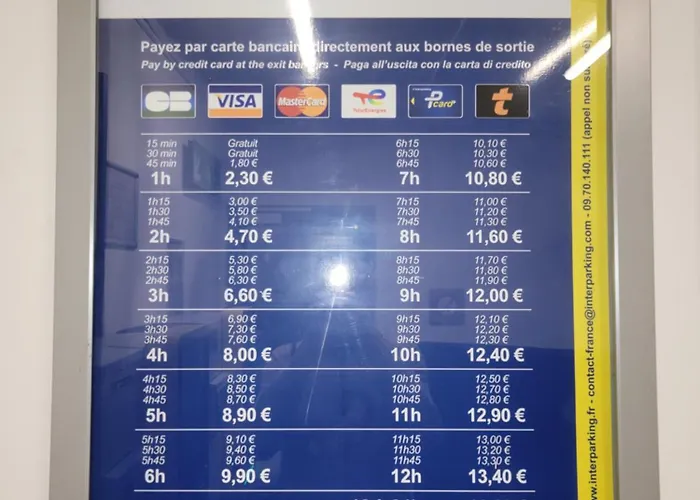 Payez par carte bancaire directement aux bornes de sortie
Pay by credit card at the exit barriers - Paga all'uscita con la carta di credito
CB VISA MasterCard TotalEnergies Pcard+ t
15 min Gratuit
30 min Gratuit
45 min 1,80 €
1h 2,30 €
1h15 3,00 €
1h30 3,50 €
1h45 4,10 €
2h 4,70 €
2h15 5,30 €
2h30 5,80 €
2h45 6,30 €
3h 6,60 €
3h15 6,90 €
3h30 7,30 €
3h45 7,60 €
4h 8,00 €
4h15 8,30 €
4h30 8,50 €
4h45 8,70 €
5h 8,90 €
5h15 9,10 €
5h30 9,40 €
5h45 9,60 €
6h 9,90 €
6h15 10,10 €
6h30 10,30 €
6h45 10,60 €
7h 10,80 €
7h15 11,00 €
7h30 11,20 €
7h45 11,30 €
8h 11,60 €
8h15 11,70 €
8h30 11,80 €
8h45 11,90 €
9h 12,00 €
9h15 12,10 €
9h30 12,20 €
9h45 12,30 €
10h 12,40 €
10h15 12,50 €
10h30 12,70 €
10h45 12,80 €
11h 12,90 €
11h15 13,00 €
11h30 13,20 €
11h45 13,30 €
12h 13,40 €
www.interparking.fr - contact-france@interparking.com - 09.70.140.111 (appel non surtaxé)